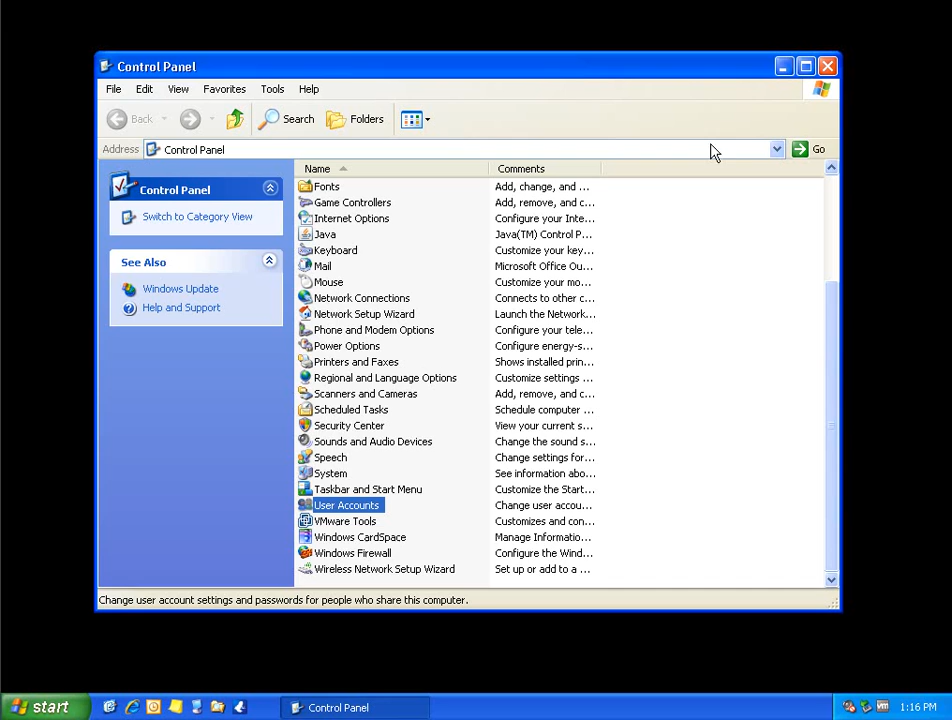 Control Panel
File Edit View Favorites Tools Help
Back Search Folders
Address Control Panel Go
Control Panel
Switch to Category View
See Also
Windows Update
Help and Support
Name Comments
Fonts Add, change, and ...
Game Controllers Add, remove, and c...
Internet Options Configure your Inte...
Java Java(TM) Control P...
Keyboard Customize your key...
Mail Microsoft Office Ou...
Mouse Customize your mo...
Network Connections Connects to other c...
Network Setup Wizard Launch the Network...
Phone and Modem Options Configure your tele...
Power Options Configure energy-s...
Printers and Faxes Shows installed prin...
Regional and Language Options Customize settings ...
Scanners and Cameras Add, remove, and c...
Scheduled Tasks Schedule computer ...
Security Center View your current s...
Sounds and Audio Devices Change the sound s...
Speech Change settings for...
System See information abo...
Taskbar and Start Menu Customize the Start...
User Accounts Change user accou...
VMware Tools Customizes and con...
Windows CardSpace Manage Informatio...
Windows Firewall Configure the Wind...
Wireless Network Setup Wizard Set up or add to a ...
Change user account settings and passwords for people who share this computer.
start Control Panel 1:16 PM